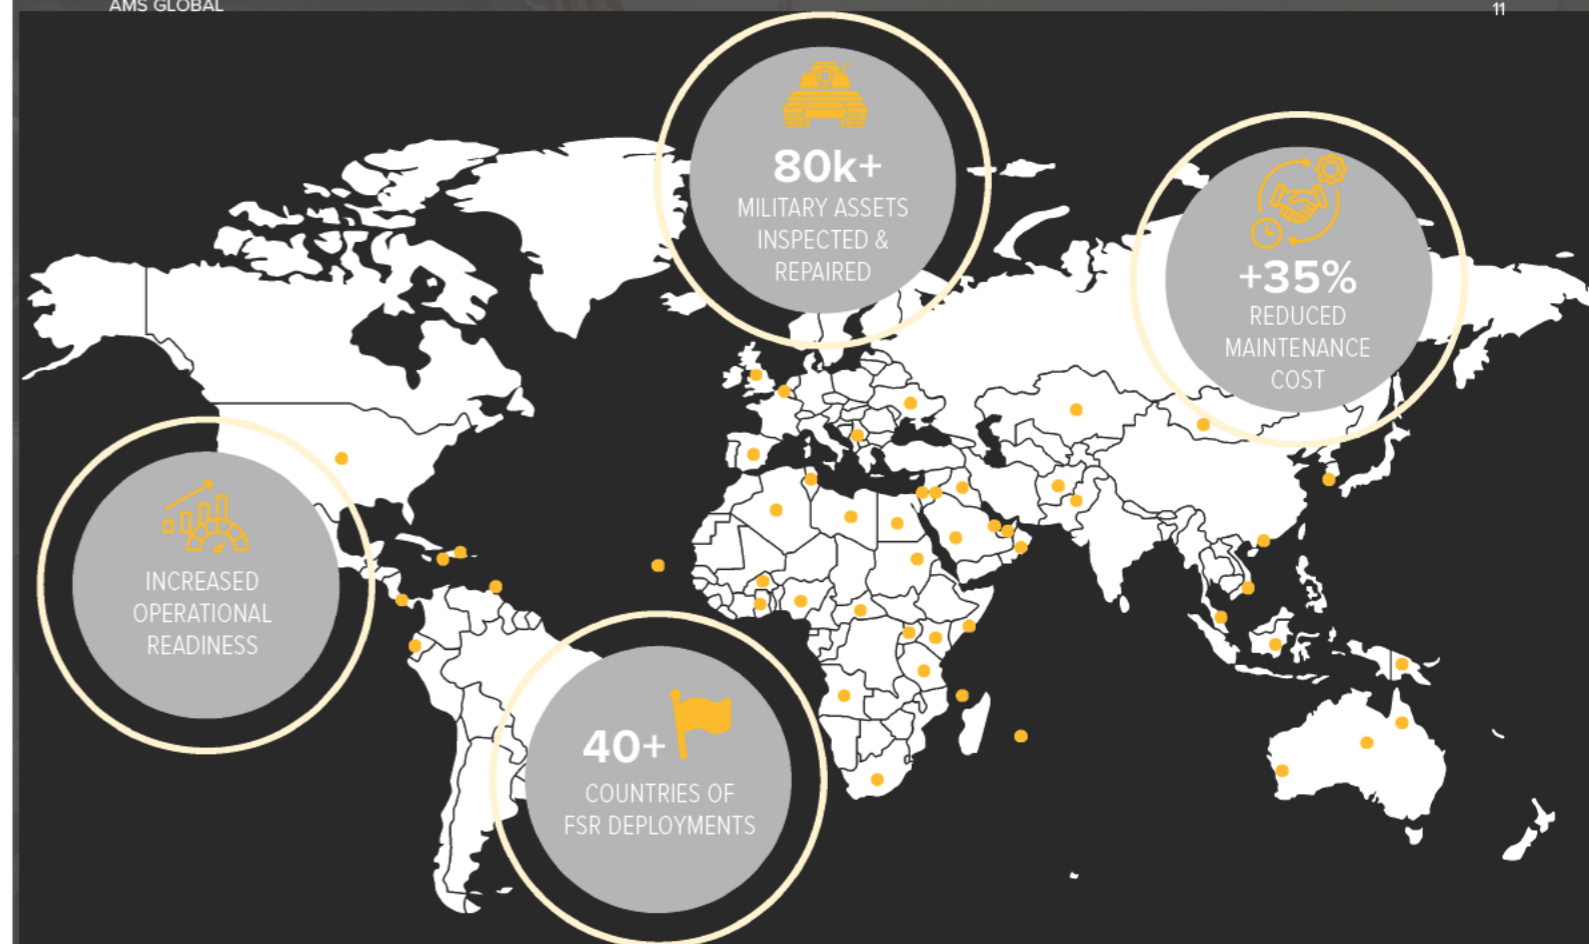 AMS GLOBAL
11
80k+
MILITARY ASSETS
INSPECTED &
REPAIRED
+35%
REDUCED
MAINTENANCE
COST
INCREASED
OPERATIONAL
READINESS
40+
COUNTRIES OF
FSR DEPLOYMENTS